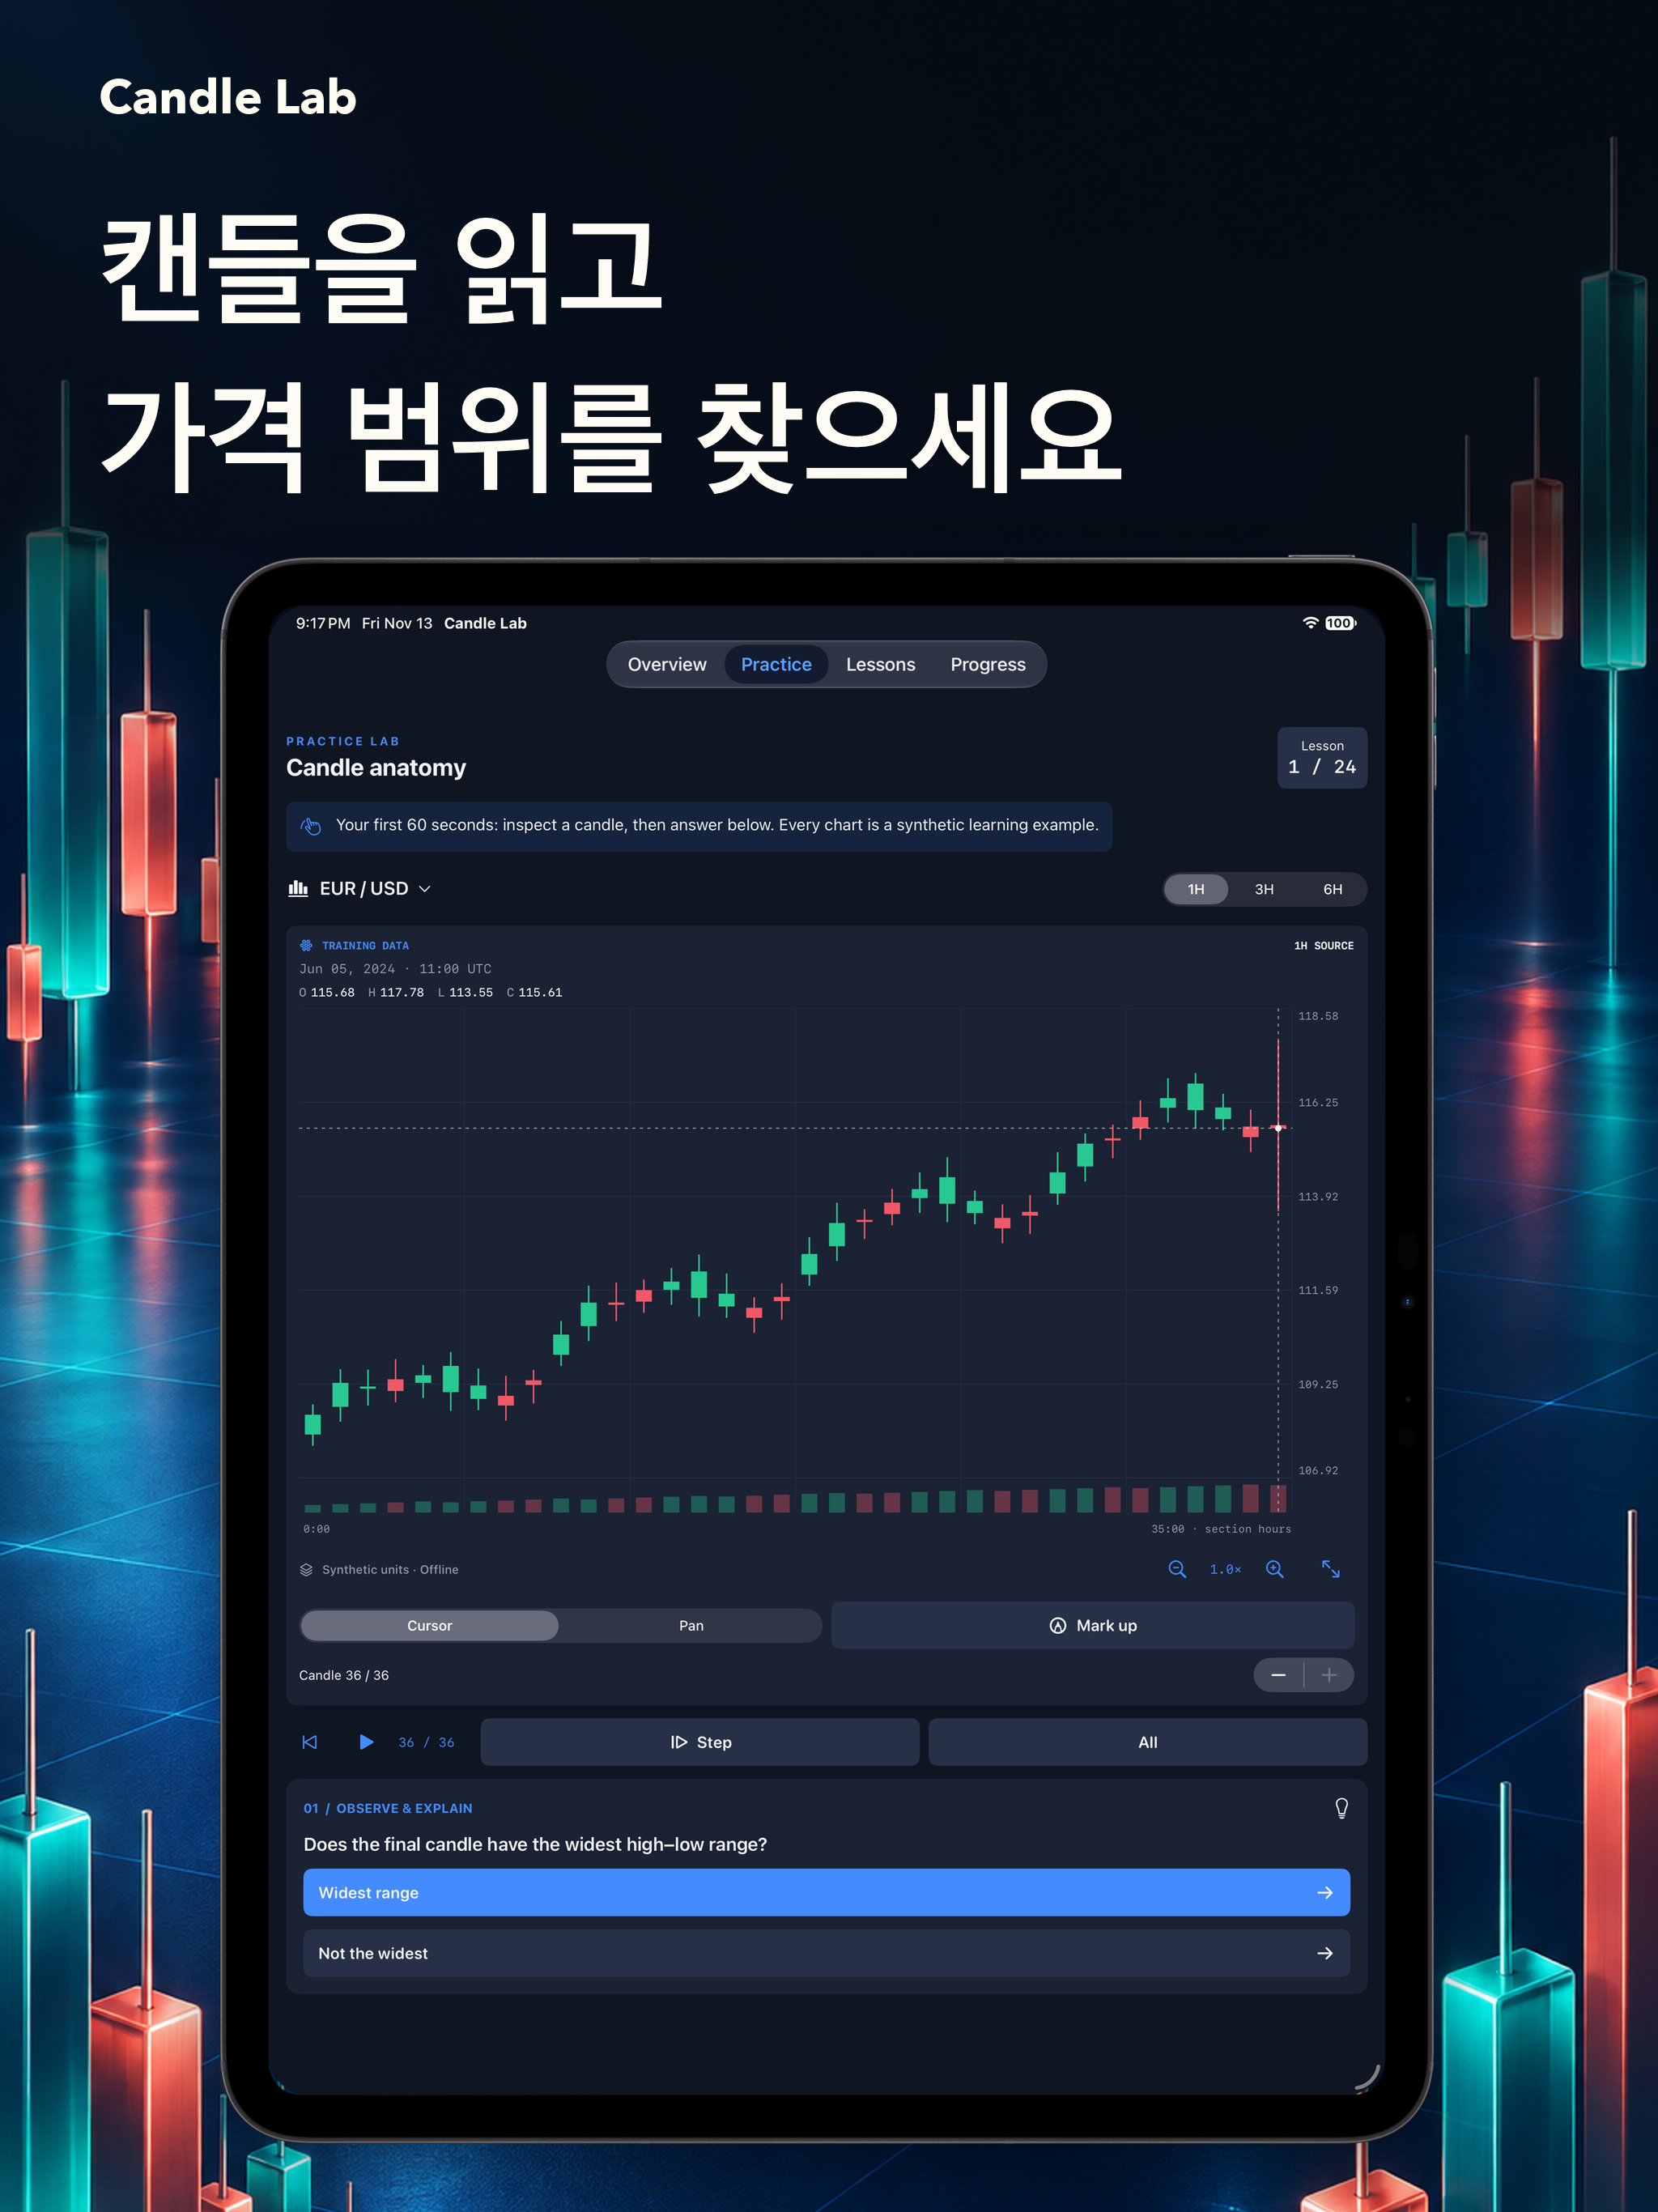 Candle Lab
캔들을 읽고
가격 범위를 찾으세요
9:17 PM Fri Nov 13 Candle Lab
100
Overview Practice Lessons Progress
PRACTICE LAB
Candle anatomy
Lesson
1 / 24
Your first 60 seconds: inspect a candle, then answer below. Every chart is a synthetic learning example.
EUR / USD
1H 3H 6H
TRAINING DATA
1H SOURCE
Jun 05, 2024 · 11:00 UTC
O 115.68 H 117.78 L 113.55 C 115.61
118.58
116.25
113.92
111.59
109.25
106.92
0:00
35:00 · section hours
Synthetic units · Offline
1.0×
Cursor Pan
Mark up
Candle 36 / 36
36 / 36
Step
All
01 / OBSERVE & EXPLAIN
Does the final candle have the widest high–low range?
Widest range
Not the widest